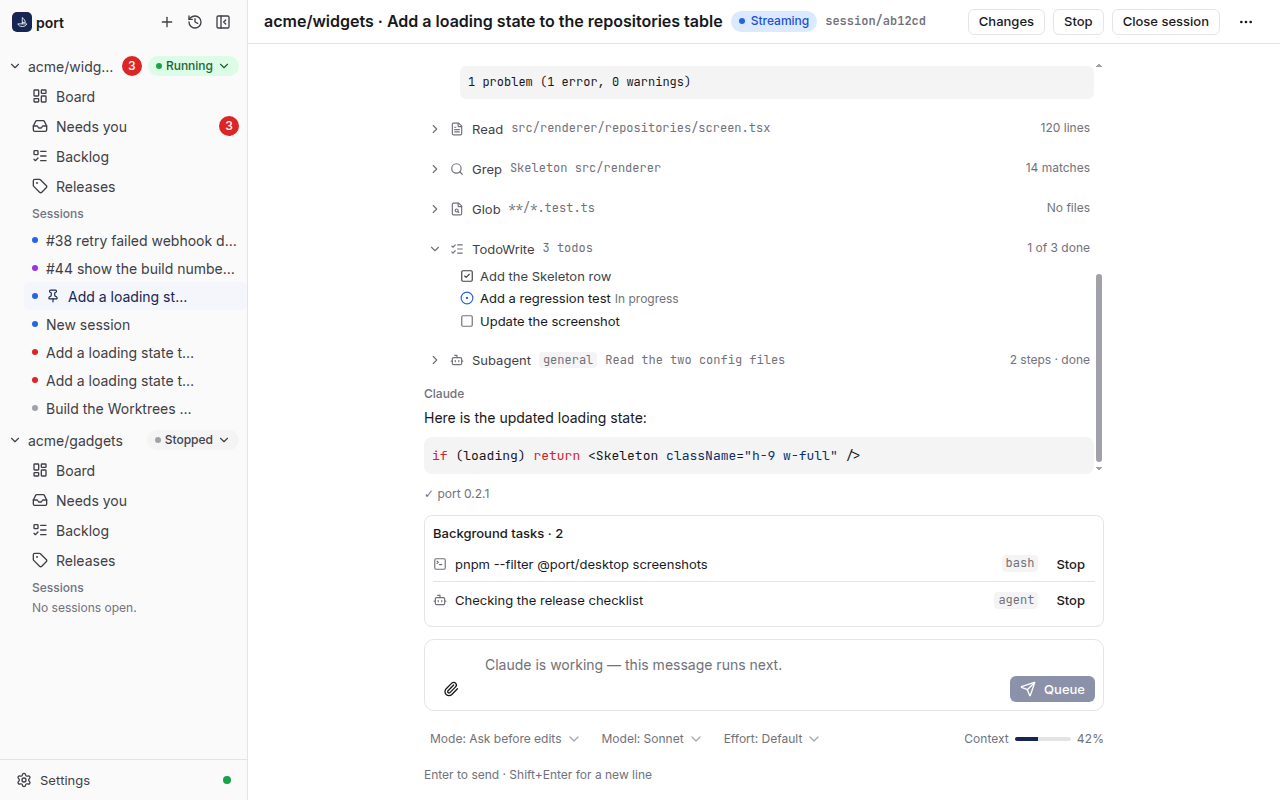 port
acme/widgets · Add a loading state to the repositories table
Streaming
session/ab12cd
Changes
Stop
Close session
acme/widg...
3
Running
Board
Needs you
3
Backlog
Releases
Sessions
#38 retry failed webhook d...
#44 show the build numbe...
Add a loading st...
New session
Add a loading state t...
Add a loading state t...
Build the Worktrees ...
acme/gadgets
Stopped
Board
Needs you
Backlog
Releases
Sessions
No sessions open.
Settings
1 problem (1 error, 0 warnings)
Read src/renderer/repositories/screen.tsx 120 lines
Grep Skeleton src/renderer 14 matches
Glob **/*.test.ts No files
TodoWrite 3 todos 1 of 3 done
Add the Skeleton row
Add a regression test In progress
Update the screenshot
Subagent general Read the two config files 2 steps · done
Claude
Here is the updated loading state:
if (loading) return <Skeleton className="h-9 w-full" />
✓ port 0.2.1
Background tasks · 2
pnpm --filter @port/desktop screenshots bash Stop
Checking the release checklist agent Stop
Claude is working — this message runs next.
Queue
Mode: Ask before edits Model: Sonnet Effort: Default Context 42%
Enter to send · Shift+Enter for a new line